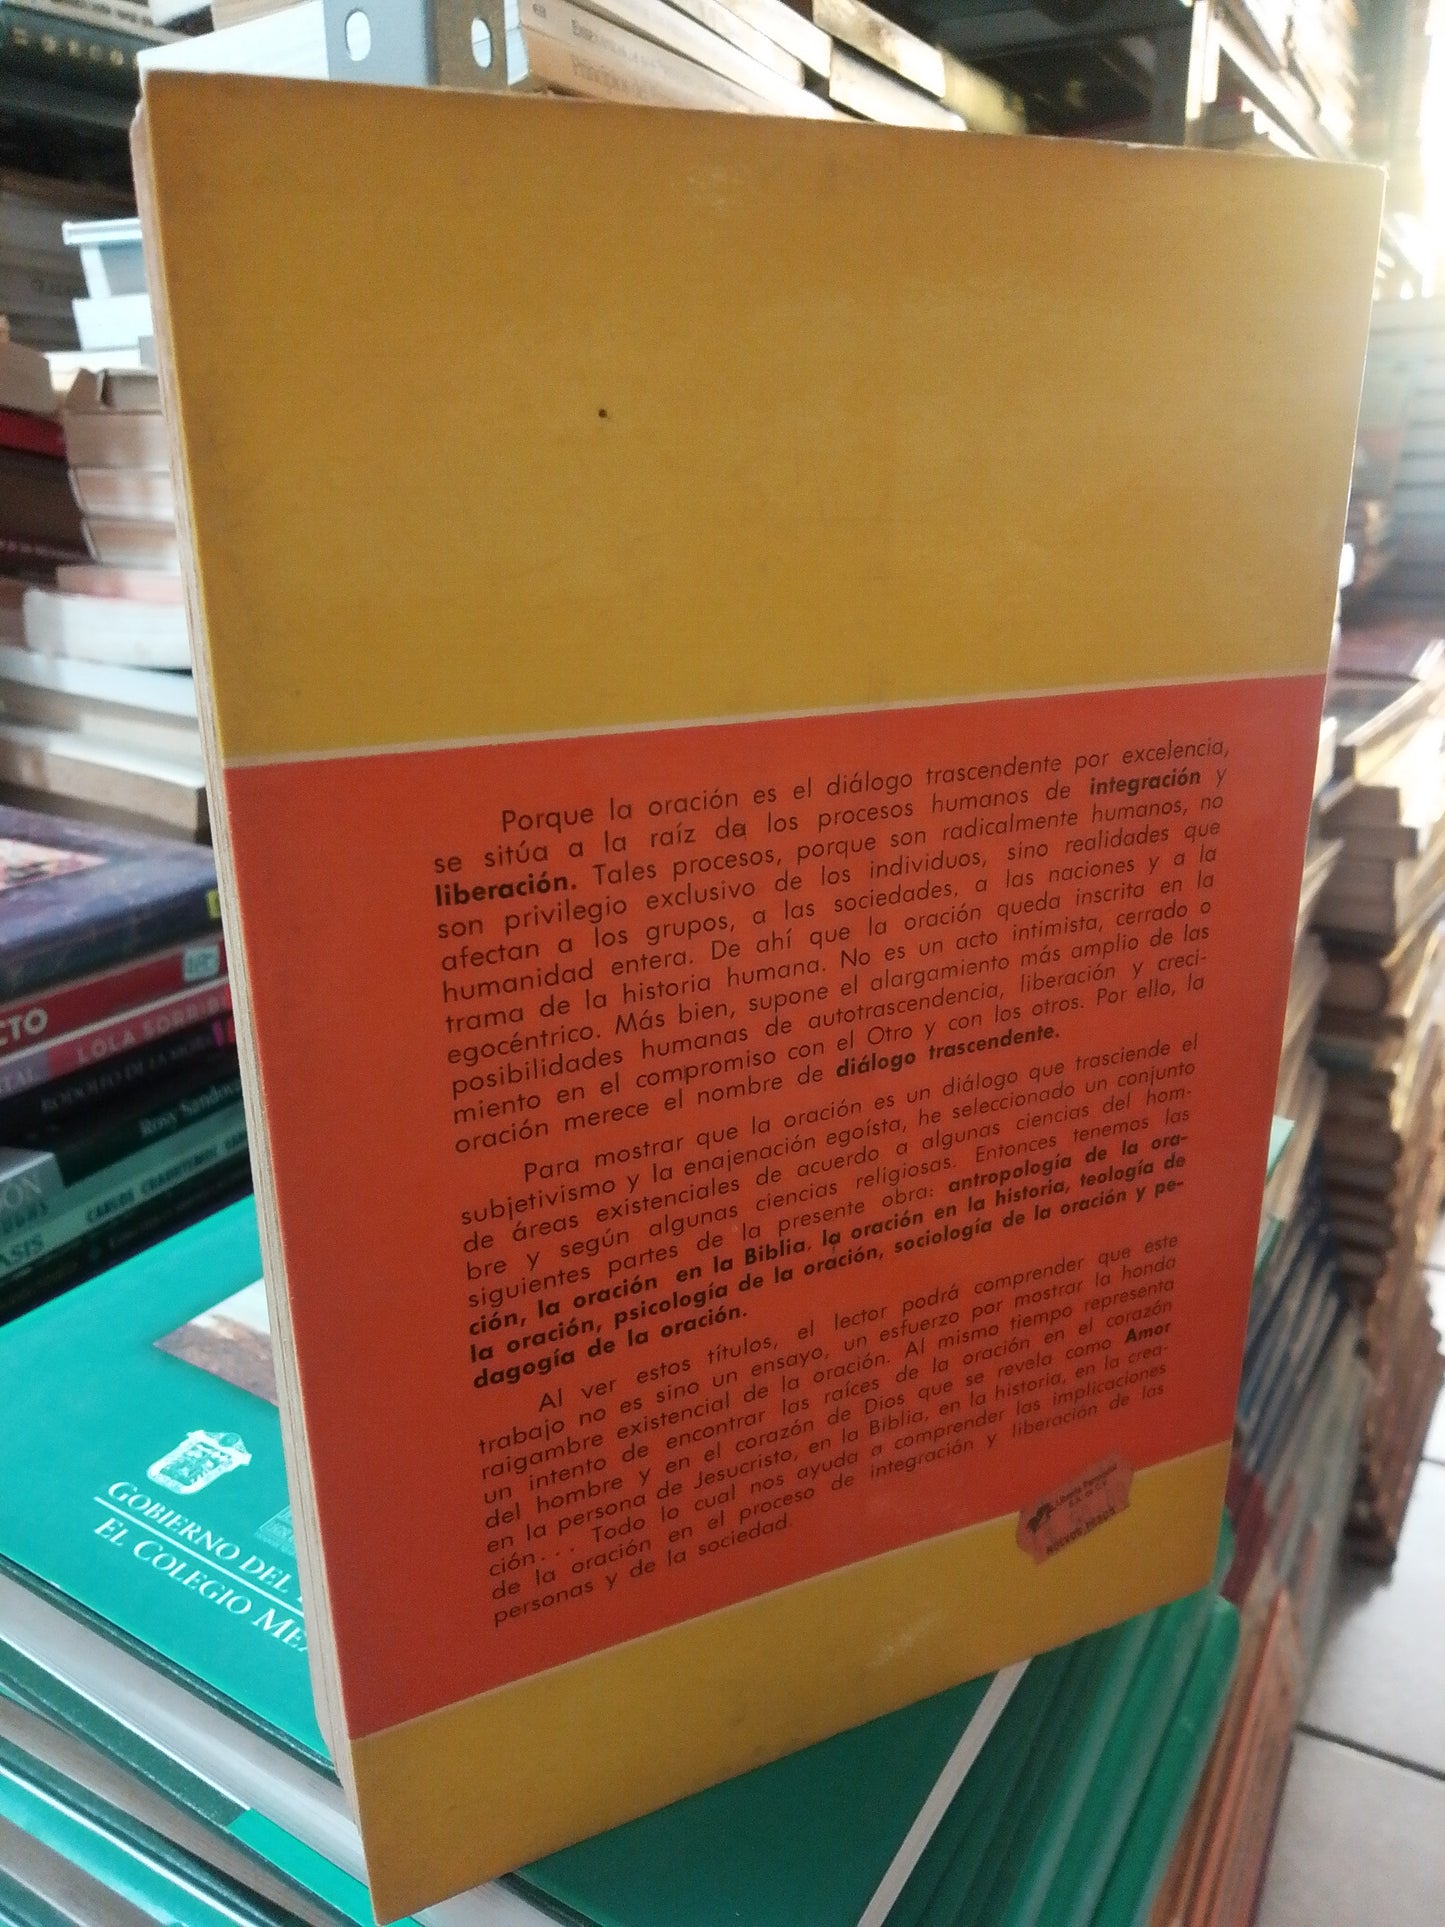 Porque la oración es el diálogo trascendente por excelencia,
se sitúa a la raíz de los procesos humanos de integración y
liberación. Tales procesos, porque son radicalmente humanos, no
son privilegio exclusivo de los individuos, sino realidades que
afectan a los grupos, a las sociedades, a las naciones y a la
humanidad entera. De ahí que la oración queda inscrita en la
trama de la historia humana. No es un acto intimista, cerrado o
egocéntrico. Más bien, supone el alargamiento más amplio de las
posibilidades humanas de autotrascendencia, liberación y creci-
miento en el compromiso con el Otro y con los otros. Por ello, la
oración merece el nombre de diálogo trascendente.
Para mostrar que la oración es un diálogo que trasciende el
subjetivismo y la enajenación egoísta, he seleccionado un conjunto
de áreas existenciales de acuerdo a algunas ciencias del hom-
bre y según algunas ciencias religiosas. Entonces tenemos las
siguientes partes de la presente obra: antropología de la ora-
ción, la oración en la Biblia, la oración en la historia, teología de
la oración, psicología de la oración, sociología de la oración y pe-
dagogía de la oración.
Al ver estos títulos, el lector podrá comprender que este
trabajo no es sino un ensayo, un esfuerzo por mostrar la honda
raigambre existencial de la oración. Al mismo tiempo representa
un intento de encontrar las raíces de la oración en el corazón
del hombre y en el corazón de Dios que se revela como Amor
en la persona de Jesucristo, en la Biblia, en la historia, en la crea-
ción... Todo lo cual nos ayuda a comprender las implicaciones
de la oración en el proceso de integración y liberación de las
personas y de la sociedad.
S.A. de C.V.
NUEVOS PESOS
GOBIERNO DEL
EL COLEGIO MEX
CTO
LOLA